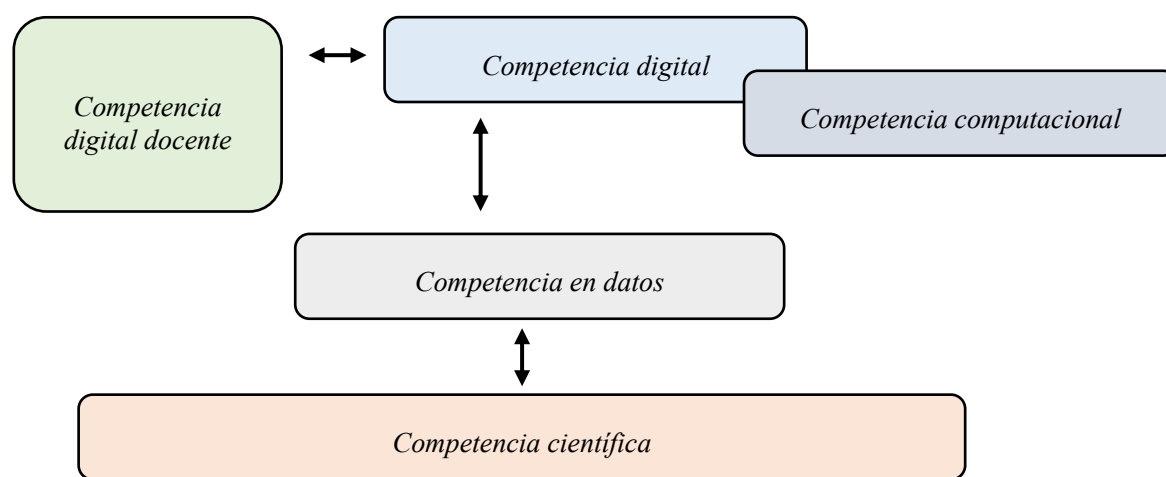 Competencia
digital docente
Competencia digital
Competencia computacional
Competencia en datos
Competencia científica